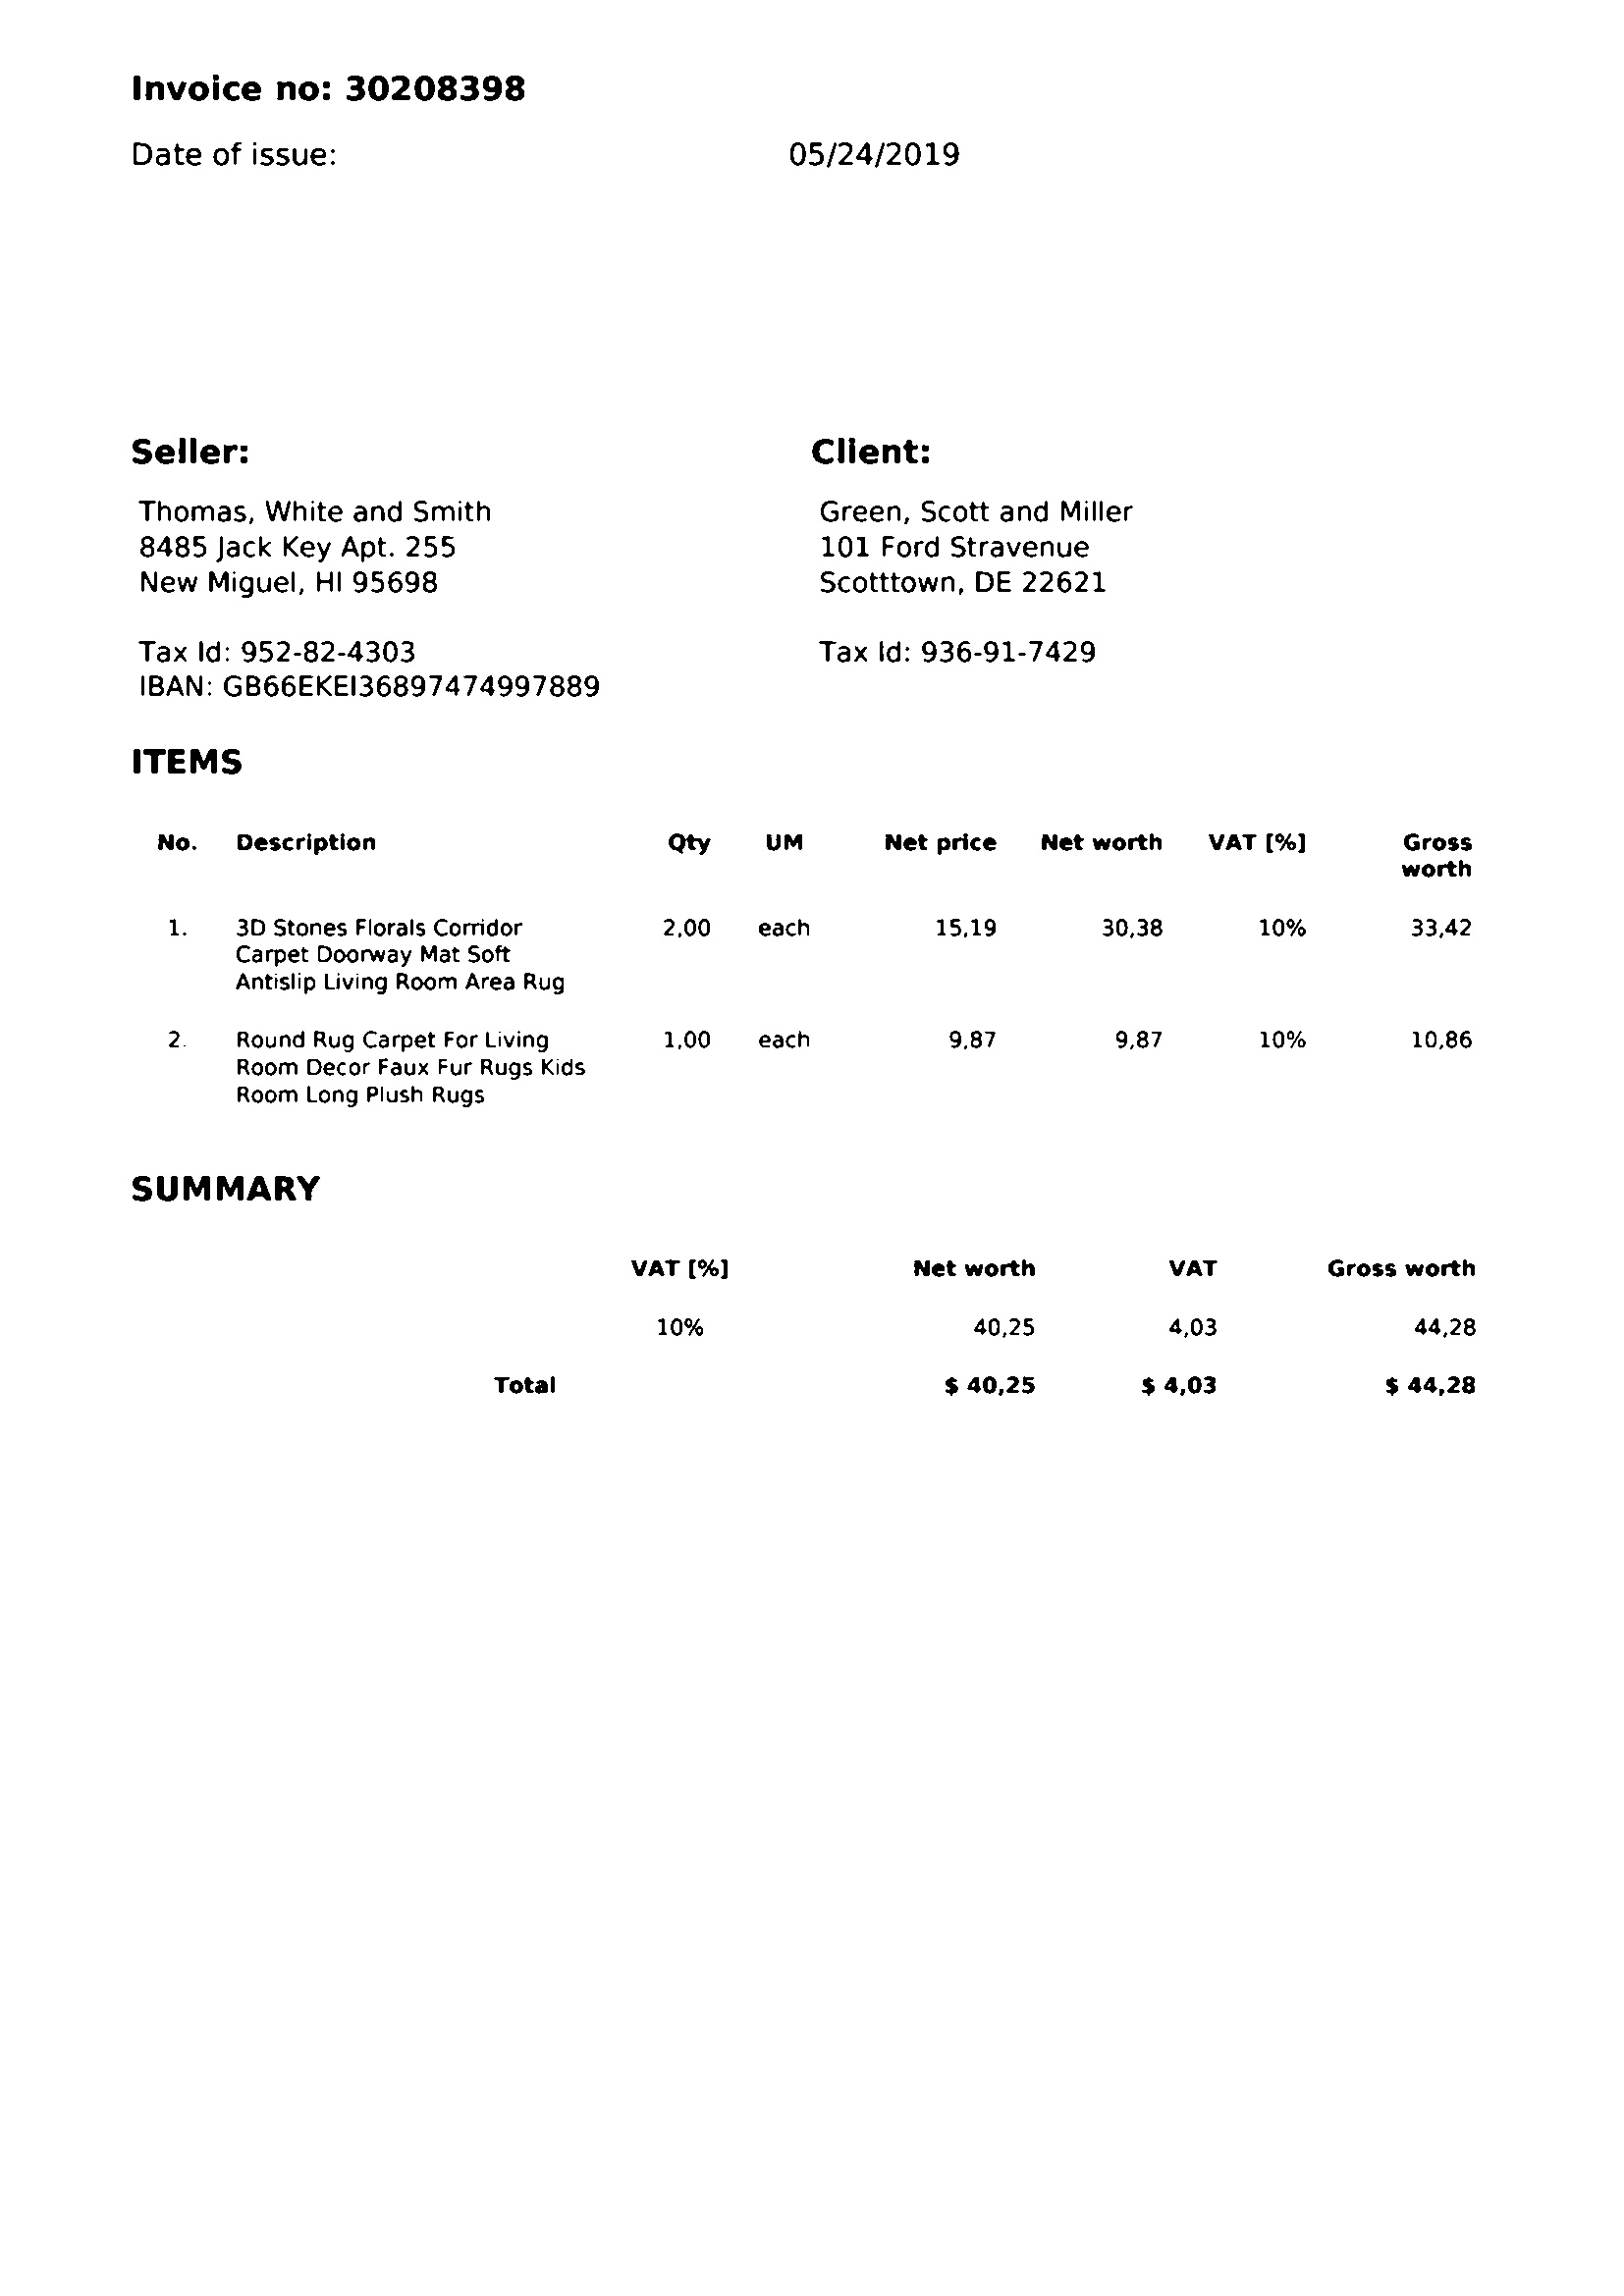 Invoice no: 30208398
Date of issue: 05/24/2019
Seller:
Thomas, White and Smith
8485 Jack Key Apt. 255
New Miguel, HI 95698
Tax Id: 952-82-4303
IBAN: GB66EKEI36897474997889
Client:
Green, Scott and Miller
101 Ford Stravenue
Scotttown, DE 22621
Tax Id: 936-91-7429
ITEMS
No. Description Qty UM Net price Net worth VAT [%] Gross
worth
1. 3D Stones Florals Corridor 2,00 each 15,19 30,38 10% 33,42
Carpet Doorway Mat Soft
Antislip Living Room Area Rug
2. Round Rug Carpet For Living 1,00 each 9,87 9,87 10% 10,86
Room Decor Faux Fur Rugs Kids
Room Long Plush Rugs
SUMMARY
VAT [%] Net worth VAT Gross worth
10% 40,25 4,03 44,28
Total $ 40,25 $ 4,03 $ 44,28